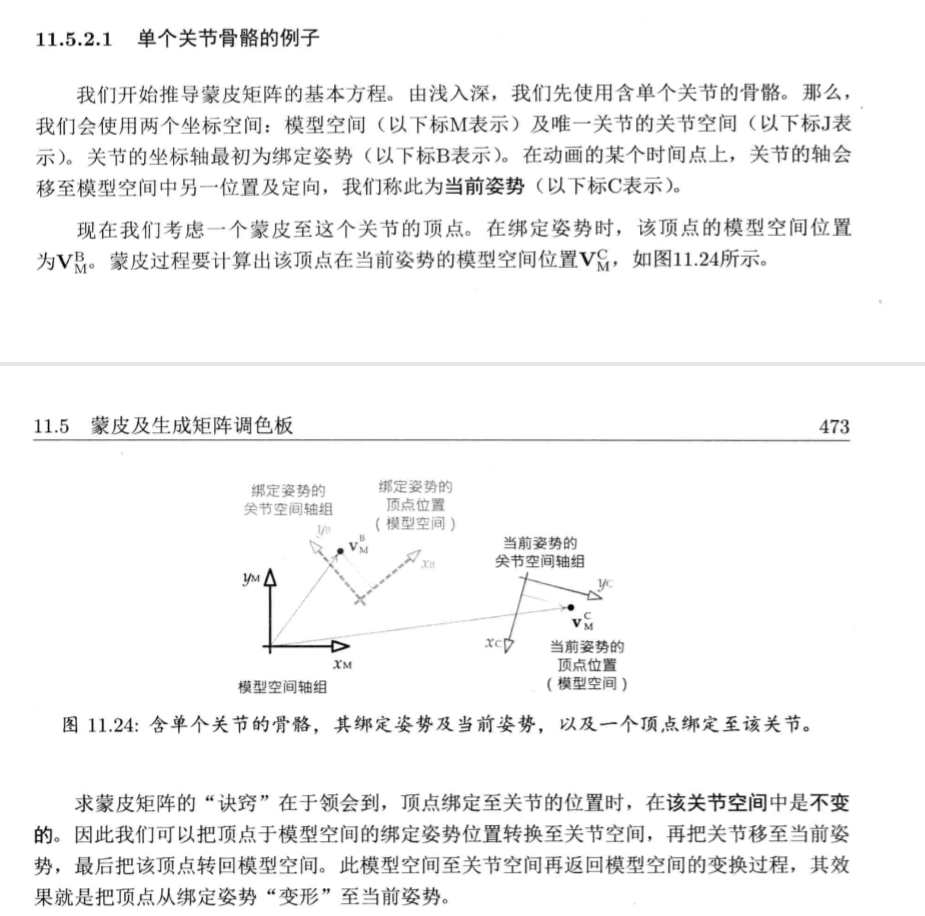 11.5.2.1 单个关节骨骼的例子
我们开始推导蒙皮矩阵的基本方程。由浅入深，我们先使用含单个关节的骨骼。那么，
我们会使用两个坐标空间：模型空间（以下标M表示）及唯一关节的关节空间（以下标J表
示）。关节的坐标轴最初为绑定姿势（以下标B表示）。在动画的某个时间点上，关节的轴会
移至模型空间中另一位置及定向，我们称此为当前姿势（以下标C表示）。
现在我们考虑一个蒙皮至这个关节的顶点。在绑定姿势时，该顶点的模型空间位置
为V^B_M。蒙皮过程要计算出该顶点在当前姿势的模型空间位置V^C_M，如图11.24所示。
11.5 蒙皮及生成矩阵调色板 473
绑定姿势的
关节空间轴组
绑定姿势的
顶点位置
（模型空间）
y_B
v^B_M
x_B
当前姿势的
关节空间轴组
y_M
y_C
v^C_M
x_C
x_M
模型空间轴组
当前姿势的
顶点位置
（模型空间）
图 11.24: 含单个关节的骨骼，其绑定姿势及当前姿势，以及一个顶点绑定至该关节。
求蒙皮矩阵的“诀窍”在于领会到，顶点绑定至关节的位置时，在该关节空间中是不变
的。因此我们可以把顶点于模型空间的绑定姿势位置转换至关节空间，再把关节移至当前姿
势，最后把该顶点转回模型空间。此模型空间至关节空间再返回模型空间的变换过程，其效
果就是把顶点从绑定姿势“变形”至当前姿势。